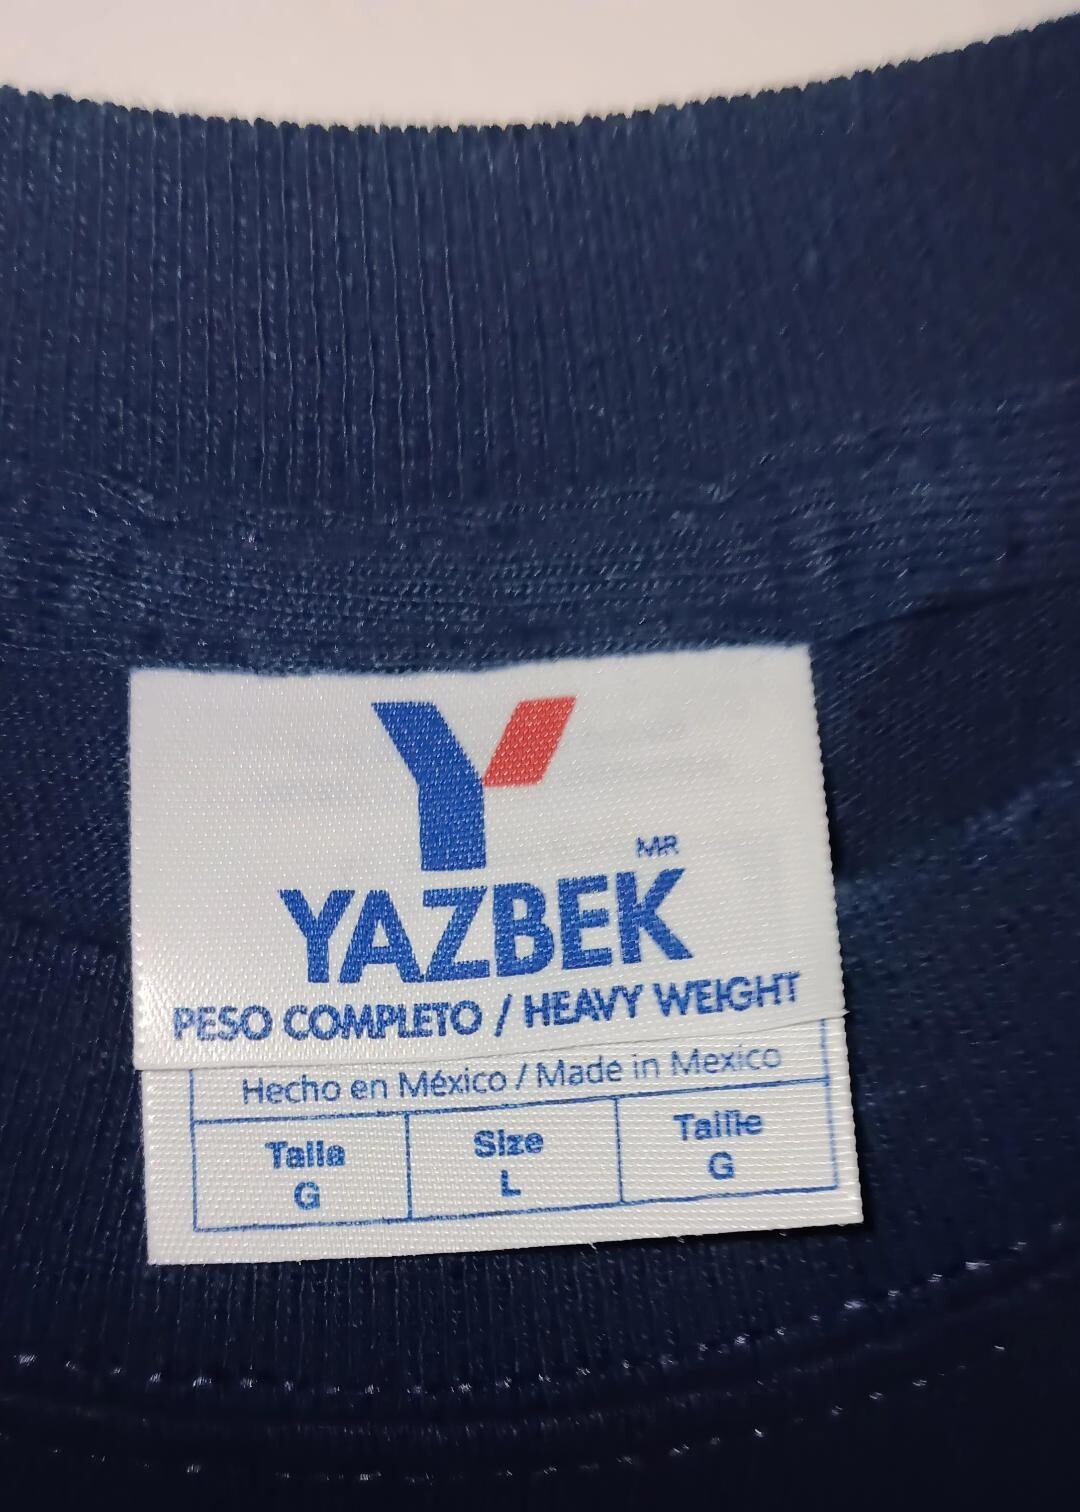 MR
YAZBEK
PESO COMPLETO / HEAVY WEIGHT
Hecho en México / Made in Mexico
Talla Size Taille
G L G